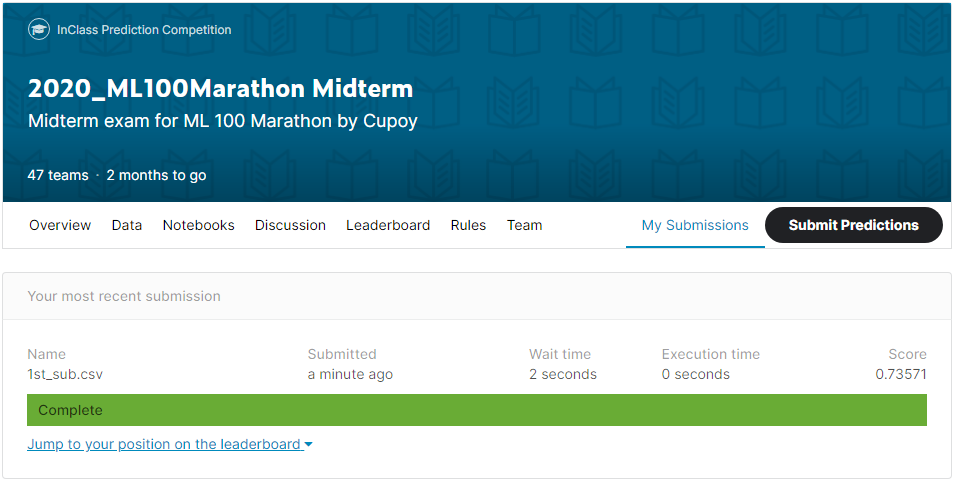 InClass Prediction Competition
2020_ML100Marathon Midterm
Midterm exam for ML 100 Marathon by Cupoy
47 teams · 2 months to go
Overview Data Notebooks Discussion Leaderboard Rules Team My Submissions Submit Predictions
Your most recent submission
Name Submitted Wait time Execution time Score
1st_sub.csv a minute ago 2 seconds 0 seconds 0.73571
Complete
Jump to your position on the leaderboard